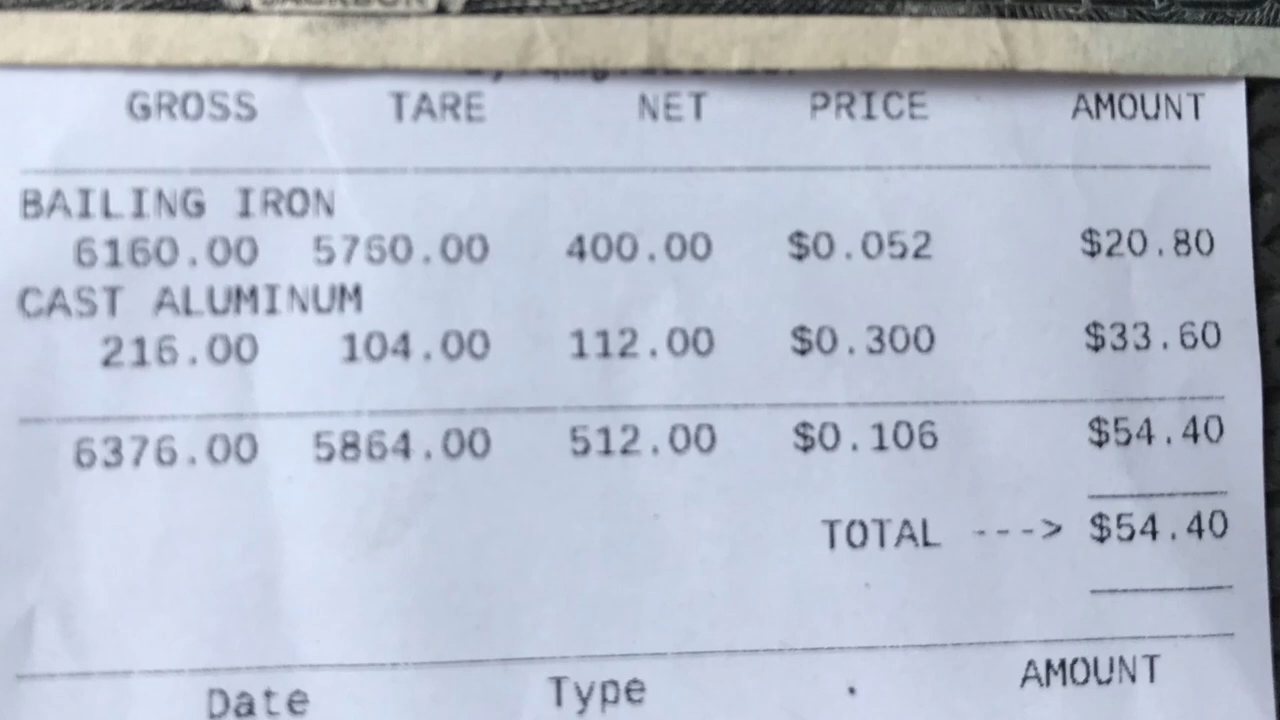 GROSS TARE NET PRICE AMOUNT
BAILING IRON
6160.00 5760.00 400.00 $0.052 $20.80
CAST ALUMINUM
216.00 104.00 112.00 $0.300 $33.60
6376.00 5864.00 512.00 $0.106 $54.40
TOTAL ---> $54.40
Date Type . AMOUNT